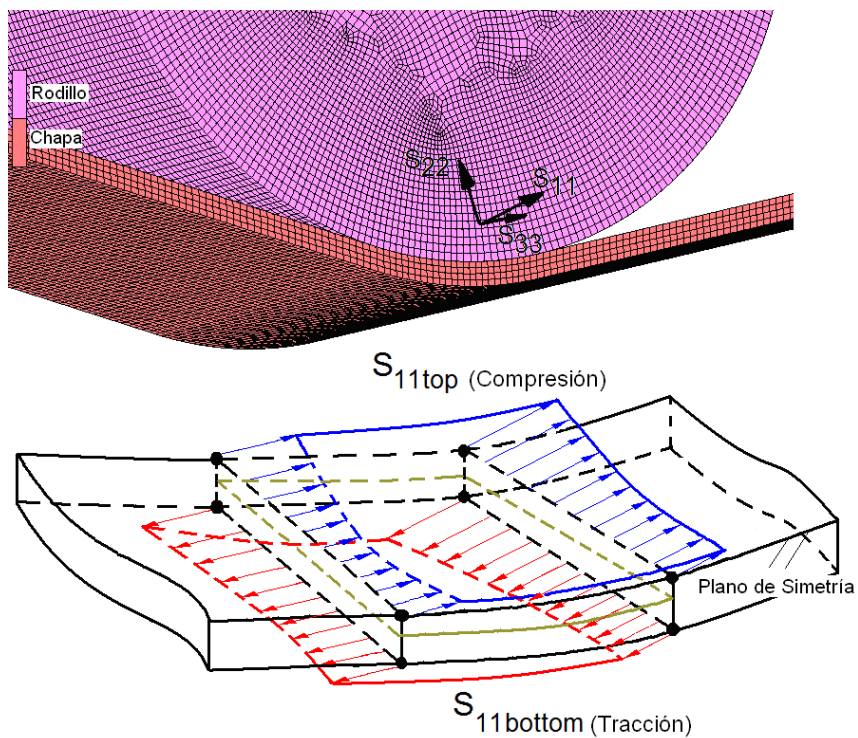 Rodillo
Chapa
S22
S11
S33
S11top (Compresión)
Plano de Simetría
S11bottom (Tracción)